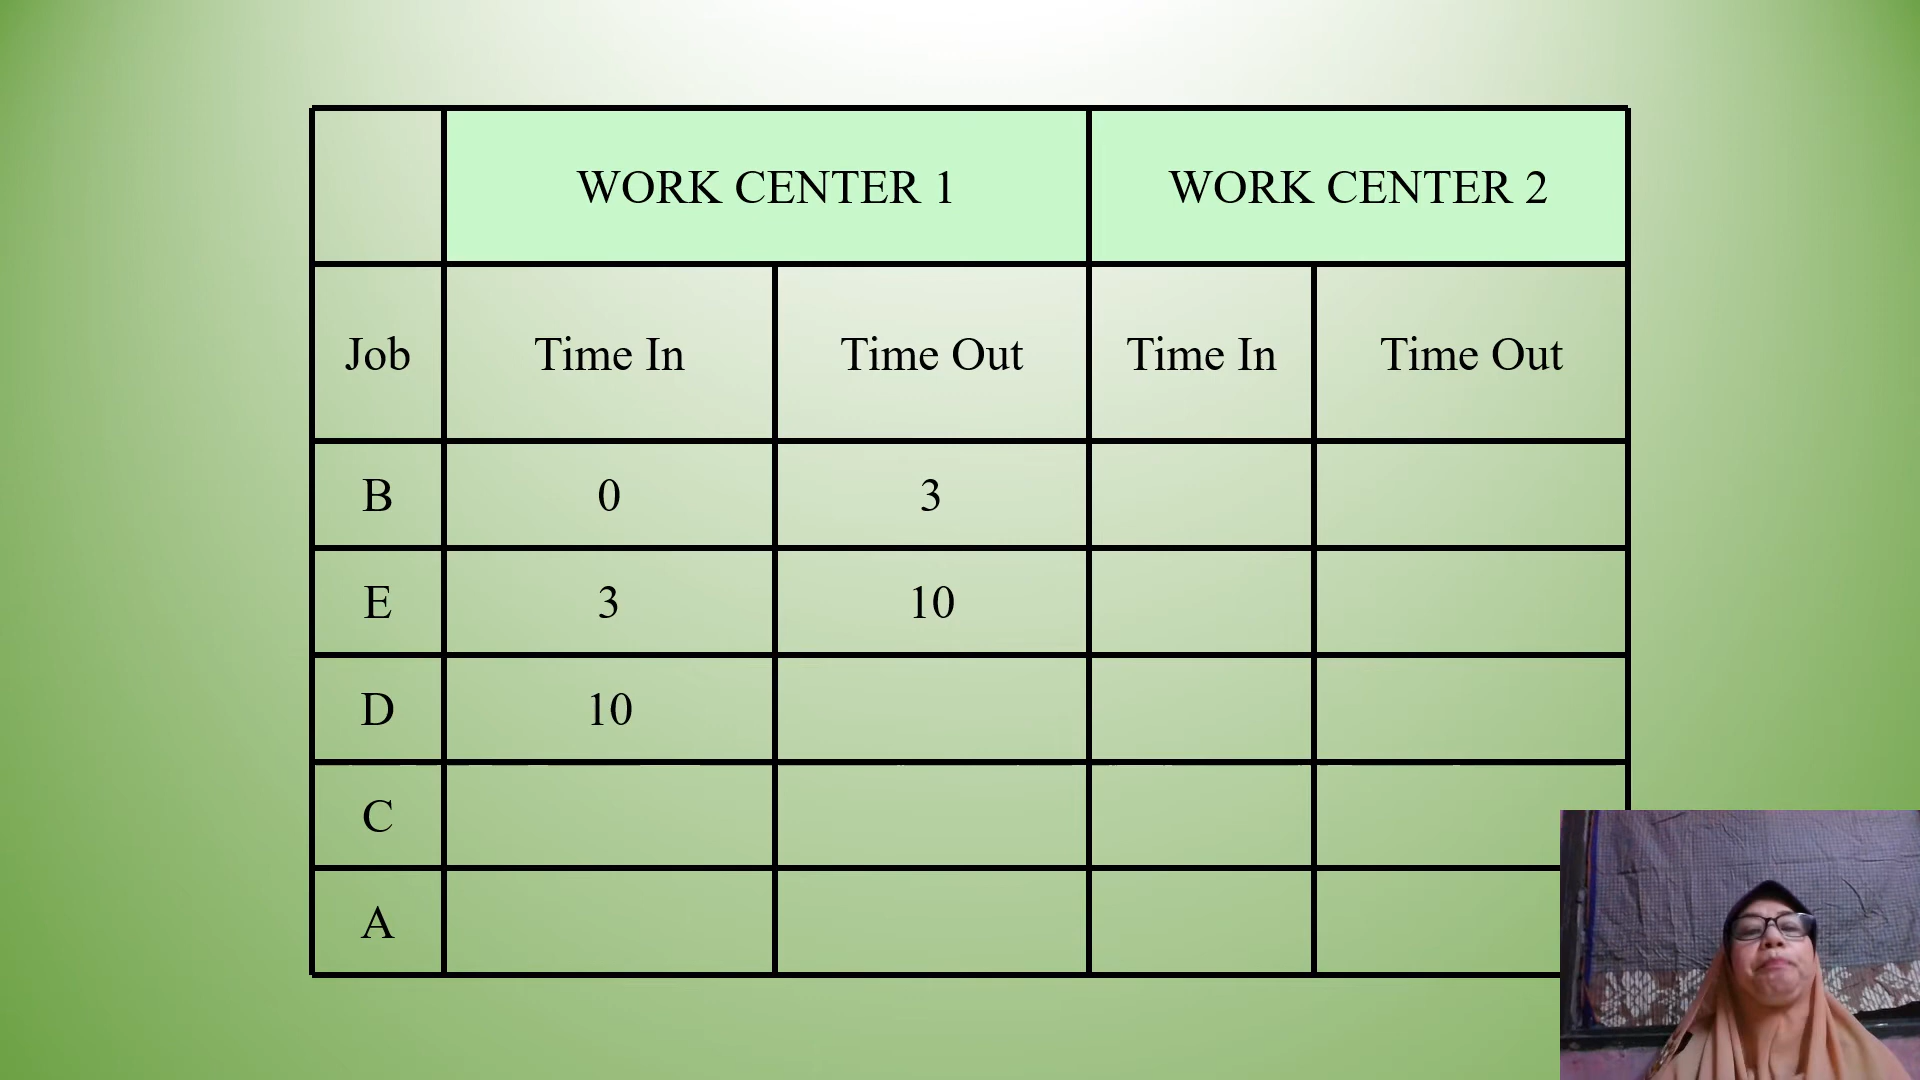 WORK CENTER 1 WORK CENTER 2
Job Time In Time Out Time In Time Out
B 0 3
E 3 10
D 10
C
A